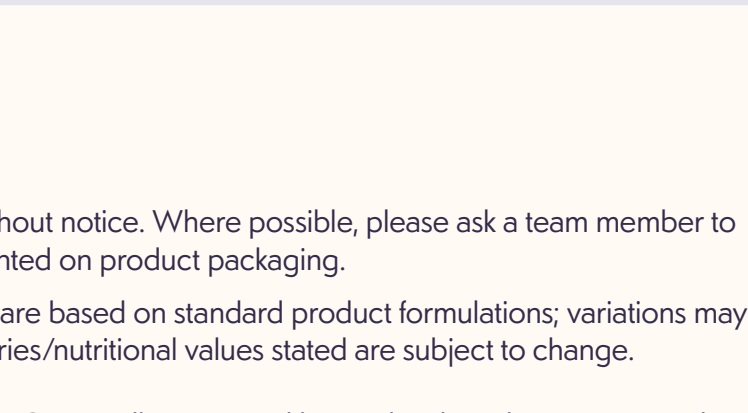 hout notice. Where possible, please ask a team member to
nted on product packaging.
are based on standard product formulations; variations may
ries/nutritional values stated are subject to change.